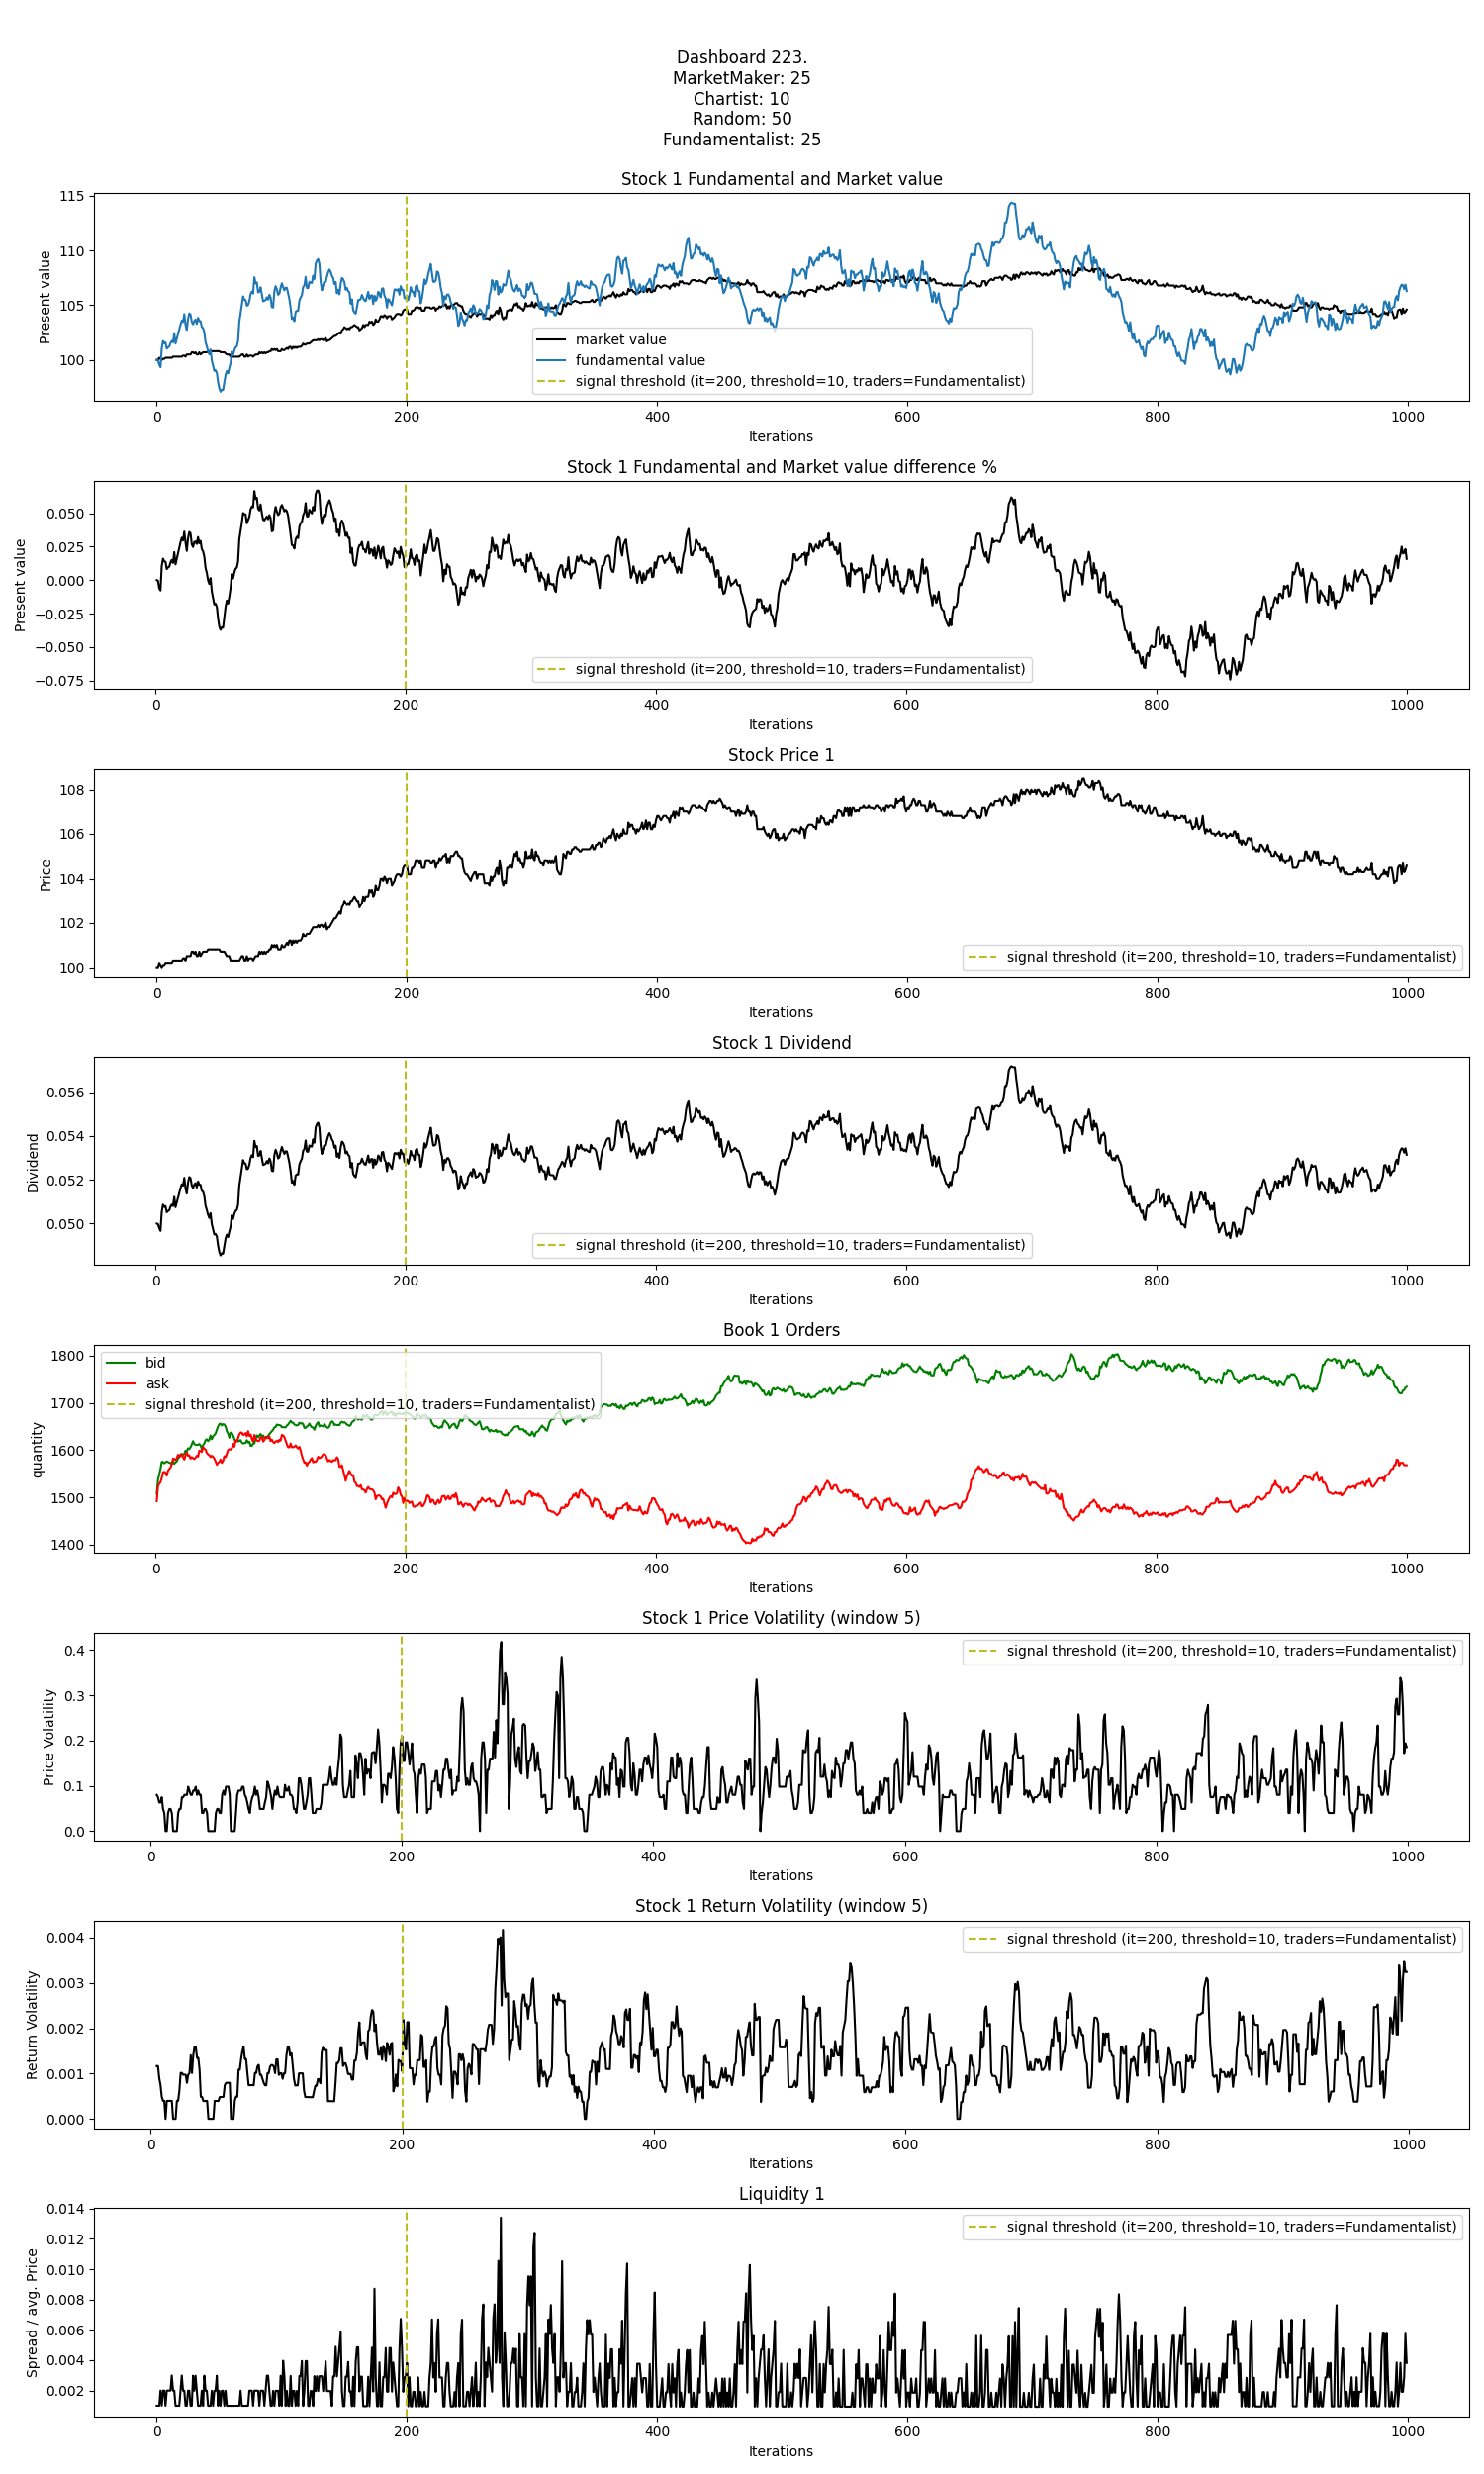 Dashboard 223.
MarketMaker: 25
Chartist: 10
Random: 50
Fundamentalist: 25
Stock 1 Fundamental and Market value
115
110
105
100
Present value
market value
fundamental value
signal threshold (it=200, threshold=10, traders=Fundamentalist)
0 200 400 600 800 1000
Iterations
Stock 1 Fundamental and Market value difference %
0.050
0.025
0.000
−0.025
−0.050
−0.075
Present value
signal threshold (it=200, threshold=10, traders=Fundamentalist)
0 200 400 600 800 1000
Iterations
Stock Price 1
108
106
104
102
100
Price
signal threshold (it=200, threshold=10, traders=Fundamentalist)
0 200 400 600 800 1000
Iterations
Stock 1 Dividend
0.056
0.054
0.052
0.050
Dividend
signal threshold (it=200, threshold=10, traders=Fundamentalist)
0 200 400 600 800 1000
Iterations
Book 1 Orders
1800
1700
1600
1500
1400
quantity
bid
ask
signal threshold (it=200, threshold=10, traders=Fundamentalist)
0 200 400 600 800 1000
Iterations
Stock 1 Price Volatility (window 5)
0.4
0.3
0.2
0.1
0.0
Price Volatility
signal threshold (it=200, threshold=10, traders=Fundamentalist)
0 200 400 600 800 1000
Iterations
Stock 1 Return Volatility (window 5)
0.004
0.003
0.002
0.001
0.000
Return Volatility
signal threshold (it=200, threshold=10, traders=Fundamentalist)
0 200 400 600 800 1000
Iterations
Liquidity 1
0.014
0.012
0.010
0.008
0.006
0.004
0.002
Spread / avg. Price
signal threshold (it=200, threshold=10, traders=Fundamentalist)
0 200 400 600 800 1000
Iterations